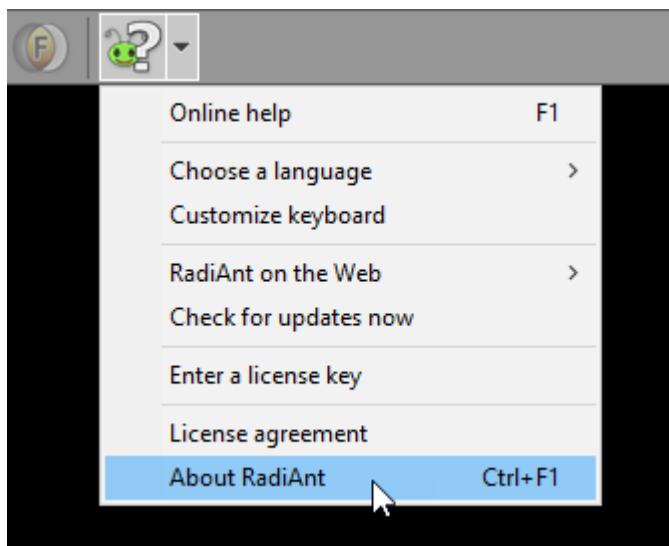 F
?
Online help F1
Choose a language >
Customize keyboard
RadiAnt on the Web >
Check for updates now
Enter a license key
License agreement
About RadiAnt Ctrl+F1